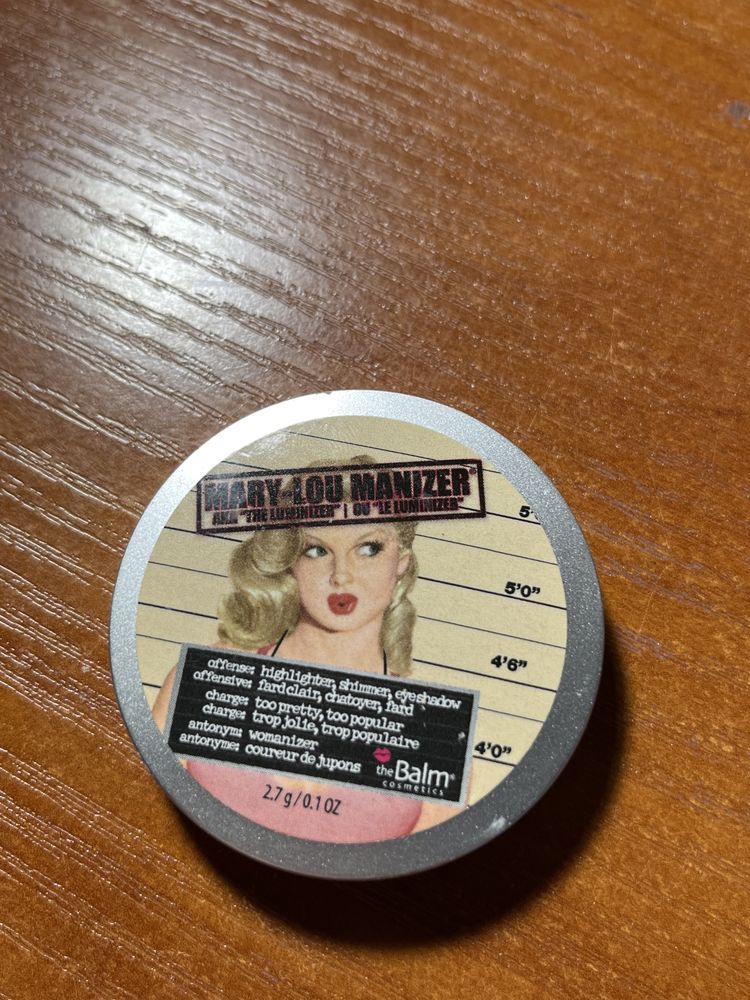 MARY-LOU MANIZER®
AKA "THE LUMINIZER" | OU "LE LUMINIZER"
5'
5'0"
4'6"
4'0"
offense: highlighter, shimmer, eyeshadow
offensive: fard clair, chatoyer, fard
charge: too pretty, too popular
charge: trop jolie, trop populaire
antonym: womanizer
antonyme: coureur de jupons
theBalm®
cosmetics
2.7 g / 0.1 OZ